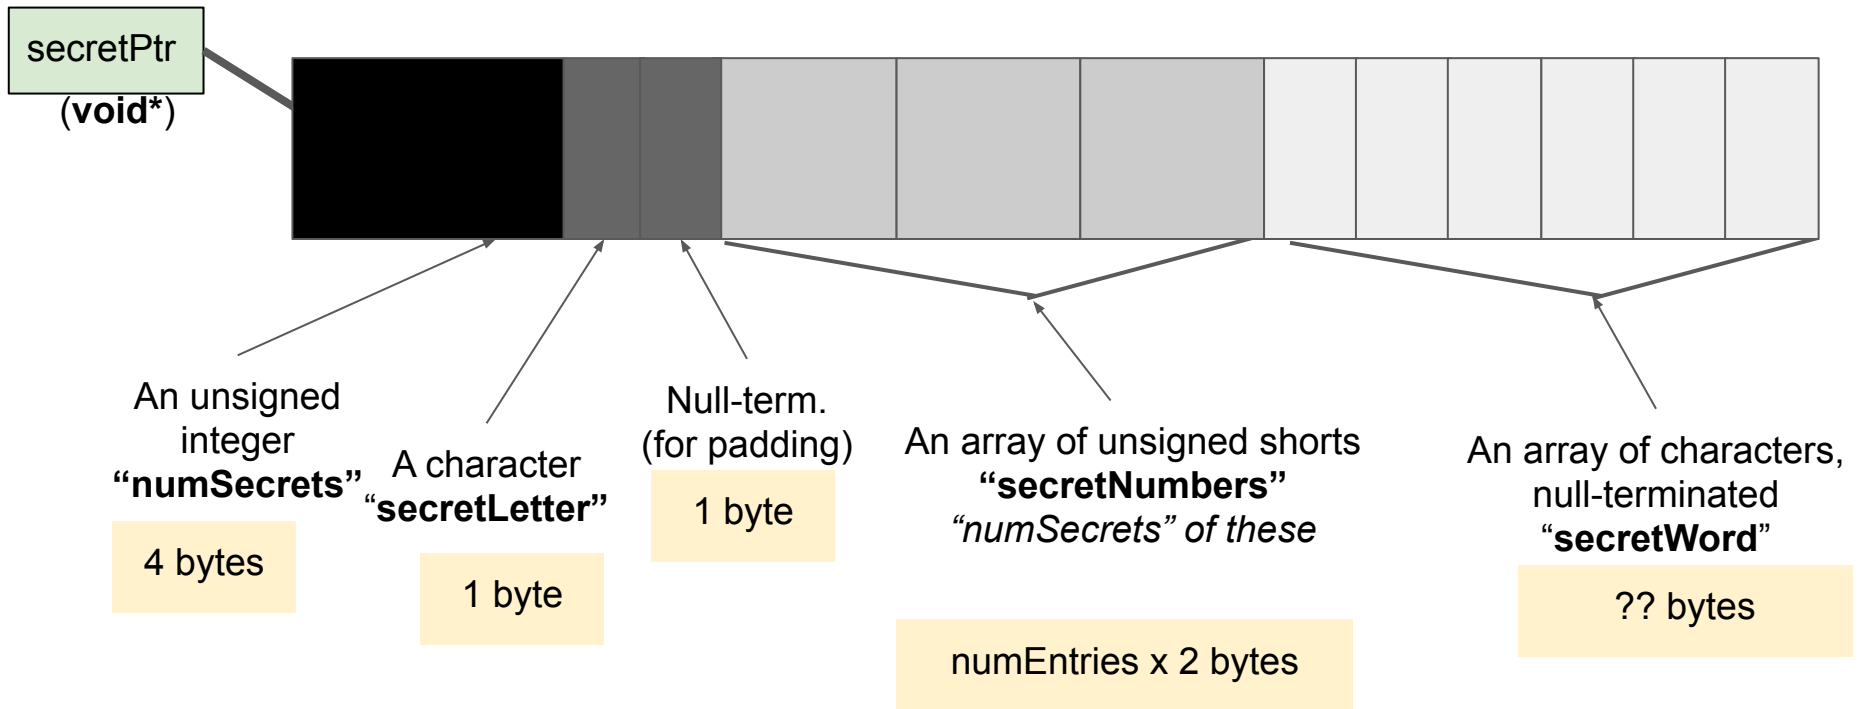 secretPtr
(void*)
An unsigned
integer
“numSecrets”
4 bytes
A character
“secretLetter”
1 byte
Null-term.
(for padding)
1 byte
An array of unsigned shorts
“secretNumbers”
“numSecrets” of these
numEntries x 2 bytes
An array of characters,
null-terminated
“secretWord”
?? bytes